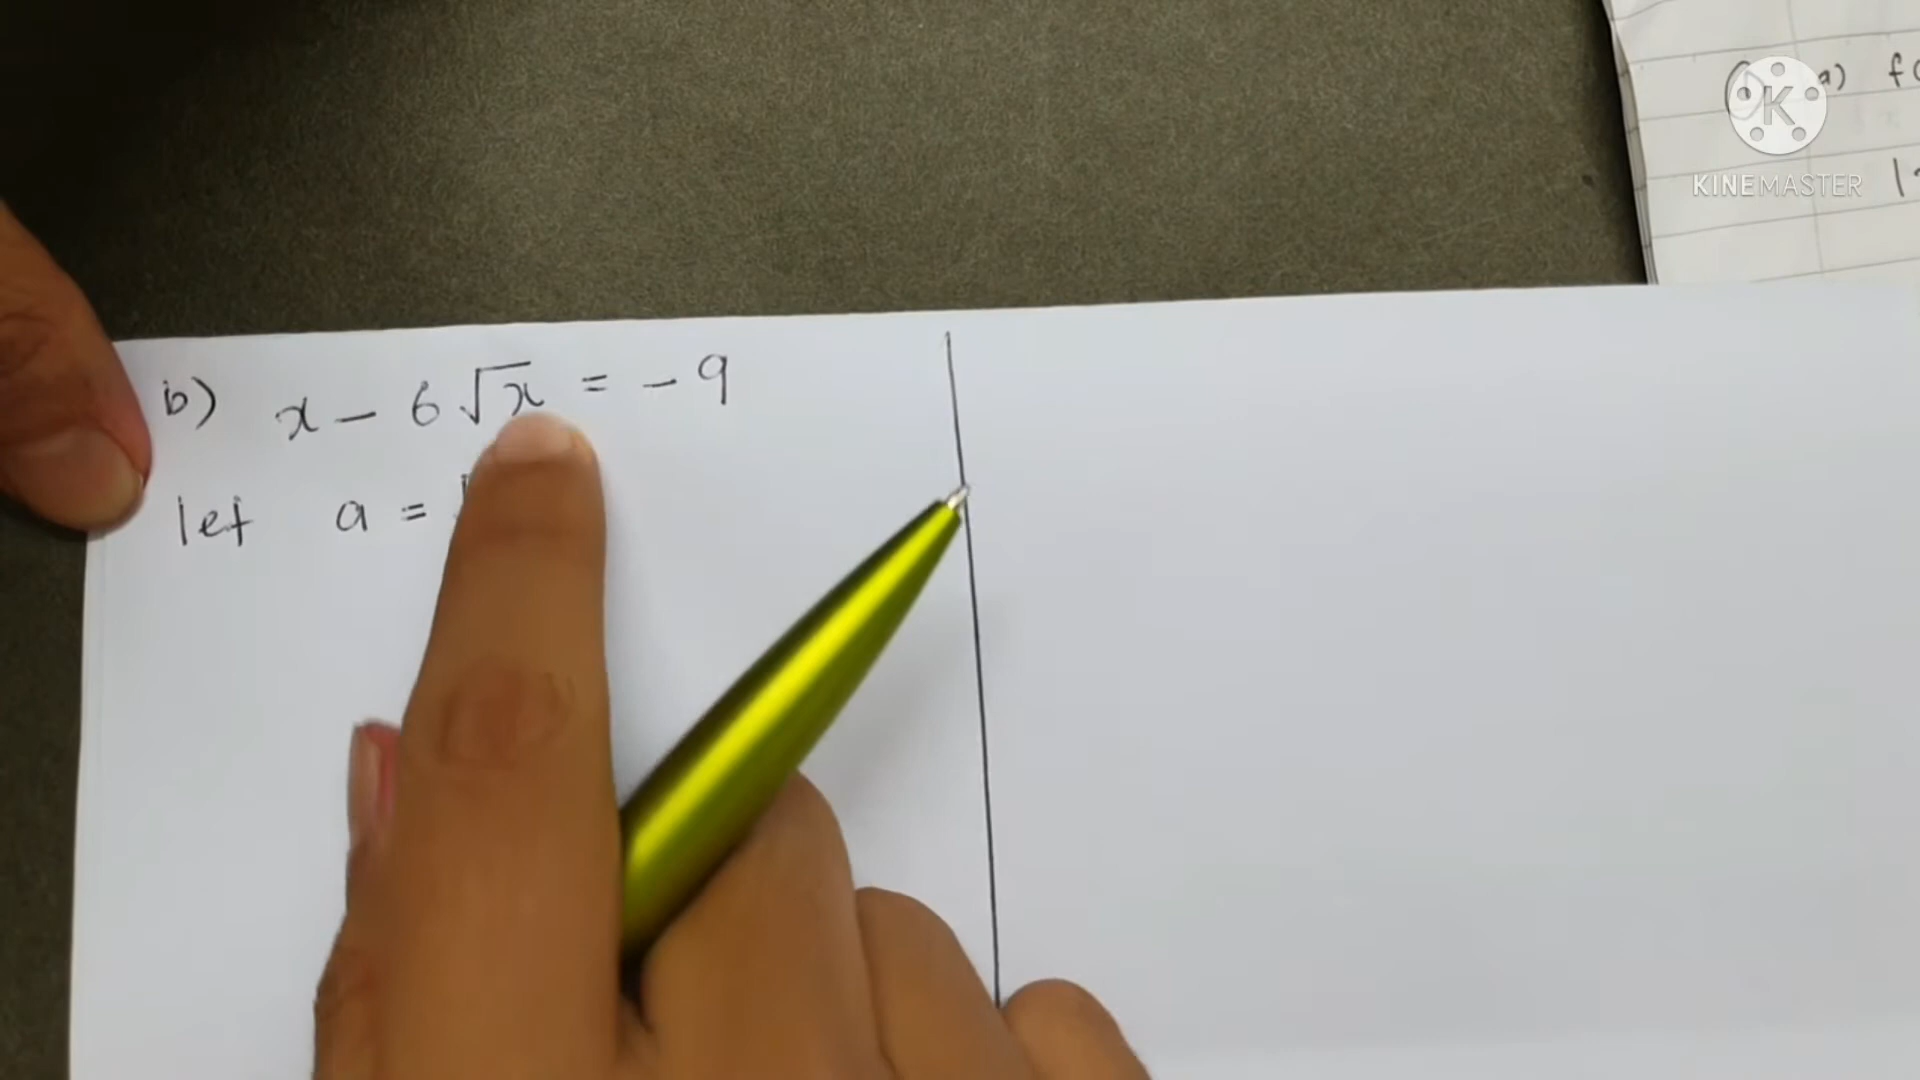 b) x - 6√x = -9
let a =
a) f(
KINEMASTER